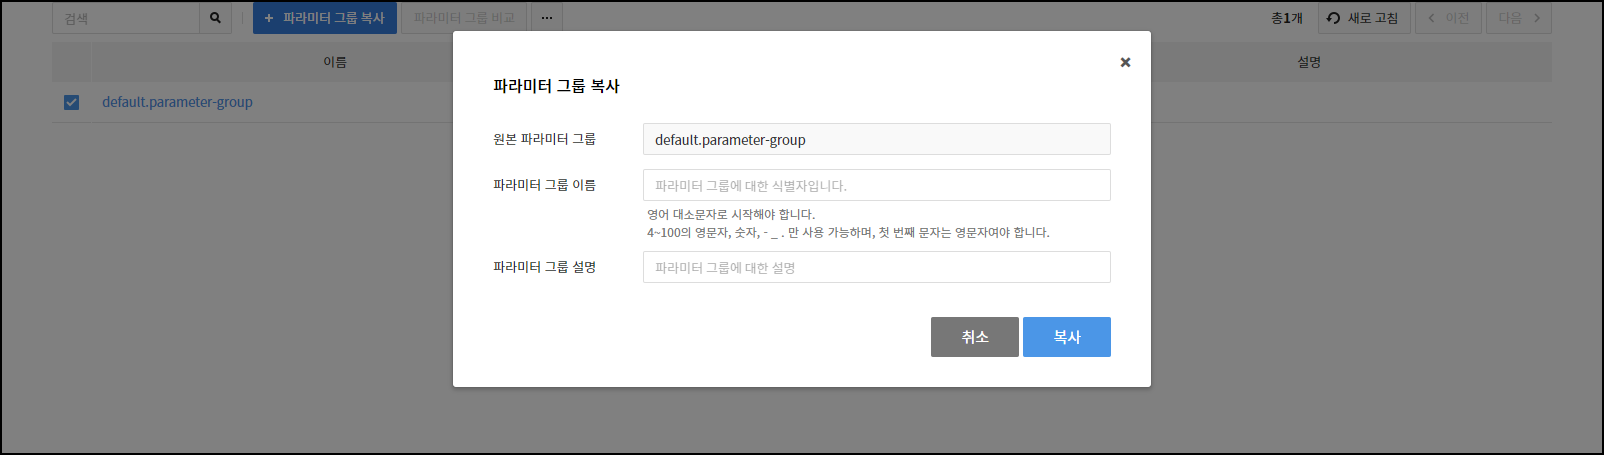 검색
+ 파라미터 그룹 복사
파라미터 그룹 비교
...
총1개
새로 고침
< 이전
다음 >
이름
설명
default.parameter-group
파라미터 그룹 복사
원본 파라미터 그룹
default.parameter-group
파라미터 그룹 이름
파라미터 그룹에 대한 식별자입니다.
영어 대소문자로 시작해야 합니다.
4~100의 영문자, 숫자, - _ . 만 사용 가능하며, 첫 번째 문자는 영문자여야 합니다.
파라미터 그룹 설명
파라미터 그룹에 대한 설명
취소
복사